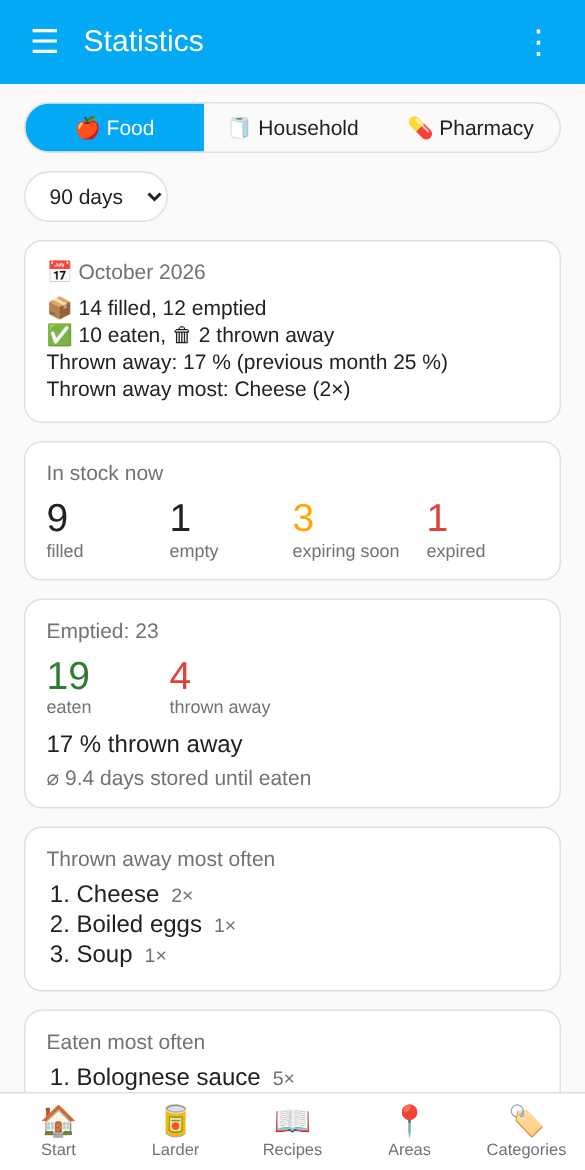 Statistics
Food
Household
Pharmacy
90 days
October 2026
14 filled, 12 emptied
10 eaten, 2 thrown away
Thrown away: 17 % (previous month 25 %)
Thrown away most: Cheese (2×)
In stock now
9 1 3 1
filled empty expiring soon expired
Emptied: 23
19 4
eaten thrown away
17 % thrown away
⌀ 9.4 days stored until eaten
Thrown away most often
1. Cheese 2×
2. Boiled eggs 1×
3. Soup 1×
Eaten most often
1. Bolognese sauce 5×
Start Larder Recipes Areas Categories